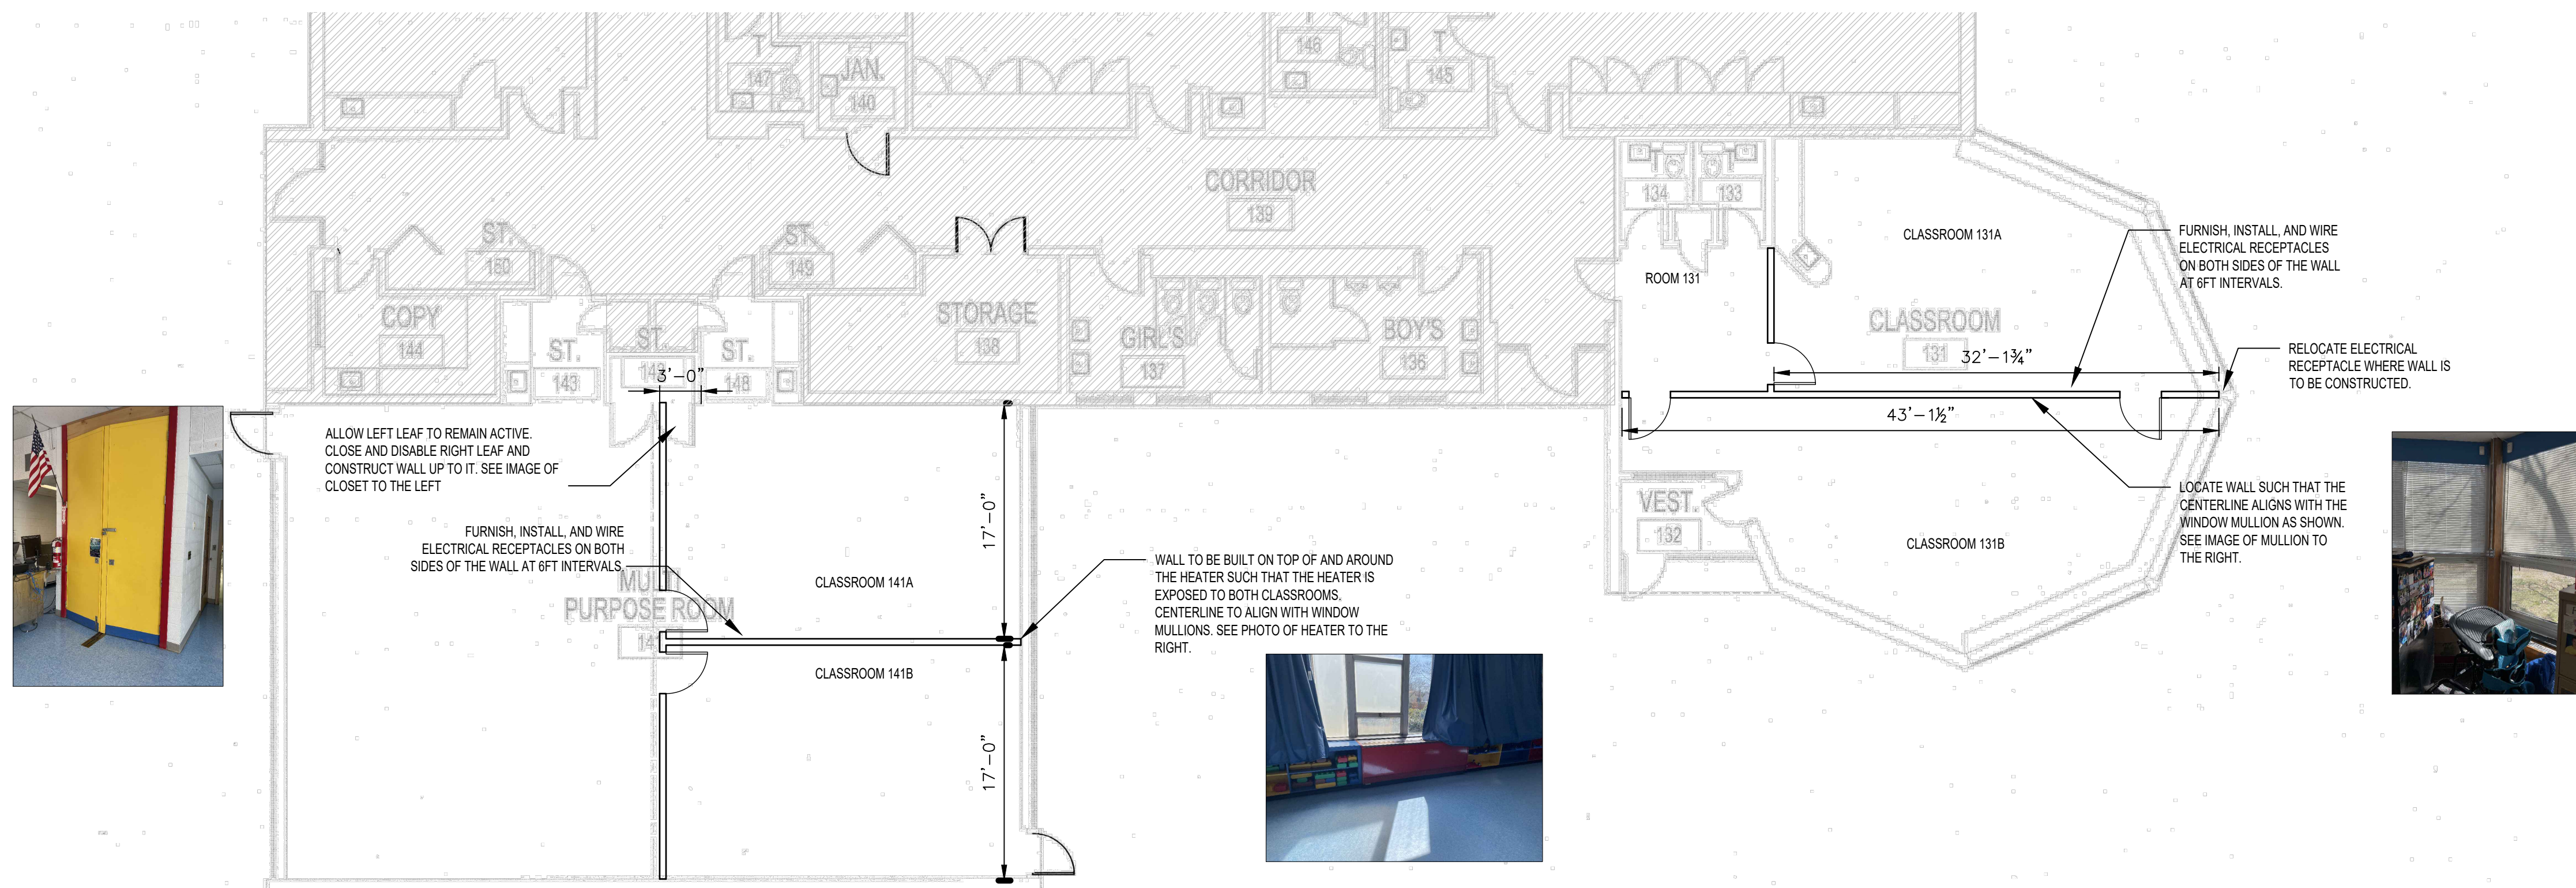 T
147
JAN.
140
146
T
145
CORRIDOR
139
134
133
ST.
150
ST.
149
COPY
144
ST.
143
ST.
142
ST.
148
3'-0"
STORAGE
138
GIRL'S
137
BOY'S
136
ROOM 131
CLASSROOM 131A
CLASSROOM
131
32'-1¾"
43'-1½"
FURNISH, INSTALL, AND WIRE
ELECTRICAL RECEPTACLES
ON BOTH SIDES OF THE WALL
AT 6FT INTERVALS.
RELOCATE ELECTRICAL
RECEPTACLE WHERE WALL IS
TO BE CONSTRUCTED.
LOCATE WALL SUCH THAT THE
CENTERLINE ALIGNS WITH THE
WINDOW MULLION AS SHOWN.
SEE IMAGE OF MULLION TO
THE RIGHT.
VEST.
132
CLASSROOM 131B
ALLOW LEFT LEAF TO REMAIN ACTIVE.
CLOSE AND DISABLE RIGHT LEAF AND
CONSTRUCT WALL UP TO IT. SEE IMAGE OF
CLOSET TO THE LEFT
FURNISH, INSTALL, AND WIRE
ELECTRICAL RECEPTACLES ON BOTH
SIDES OF THE WALL AT 6FT INTERVALS.
MULTI
PURPOSE ROOM
141
CLASSROOM 141A
17'-0"
WALL TO BE BUILT ON TOP OF AND AROUND
THE HEATER SUCH THAT THE HEATER IS
EXPOSED TO BOTH CLASSROOMS.
CENTERLINE TO ALIGN WITH WINDOW
MULLIONS. SEE PHOTO OF HEATER TO THE
RIGHT.
CLASSROOM 141B
17'-0"